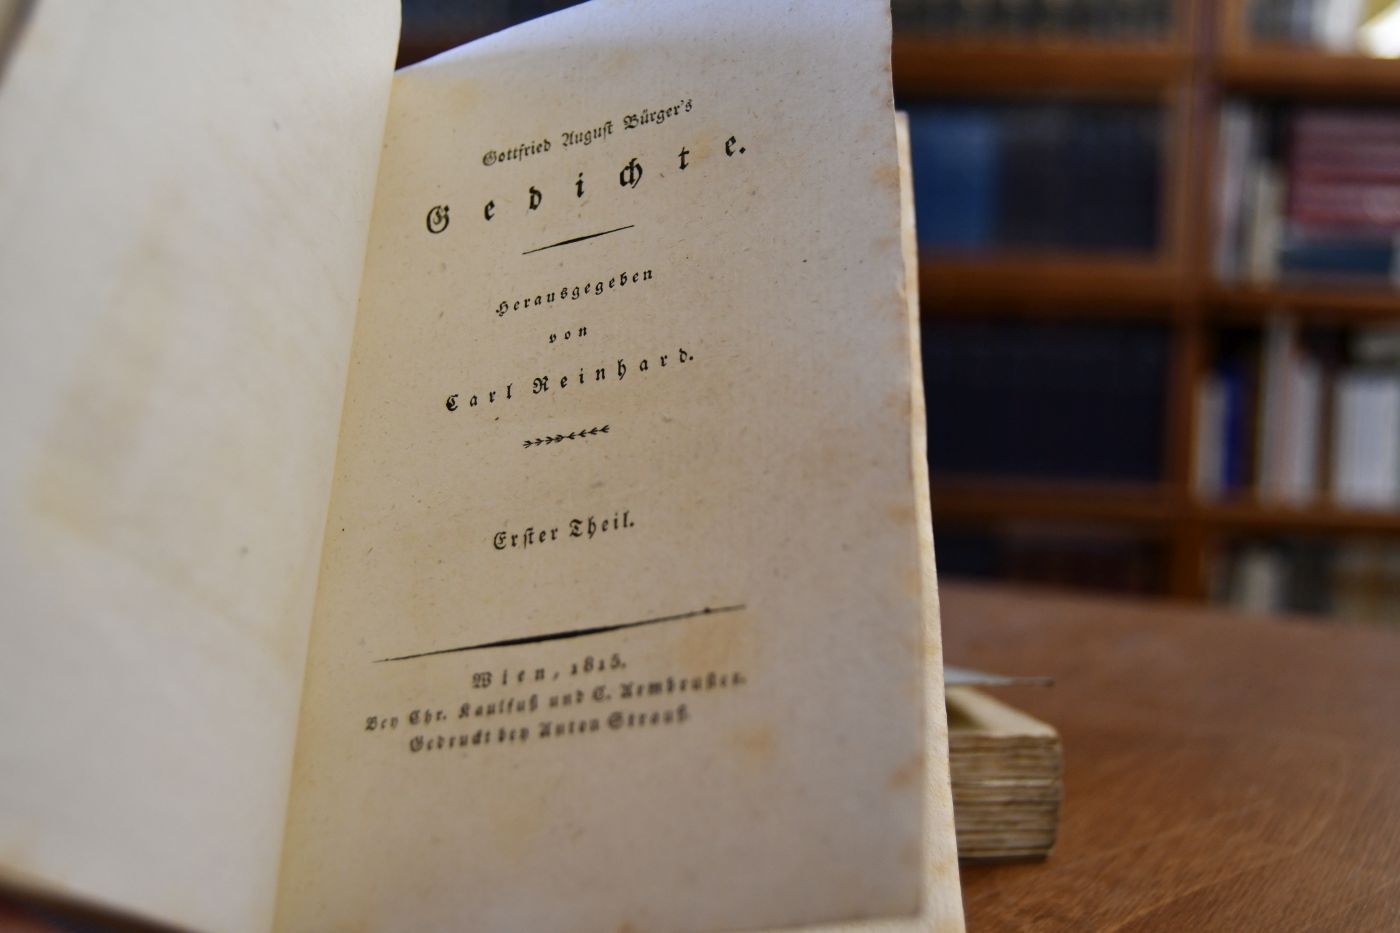 Gottfried August Bürger's
Gedichte.
Herausgegeben
von
Carl Reinhard.
Erster Theil.
Wien, 1815.
Bey Chr. Kaulfuß und C. Armbruster.
Gedruckt bey Anton Strauß.